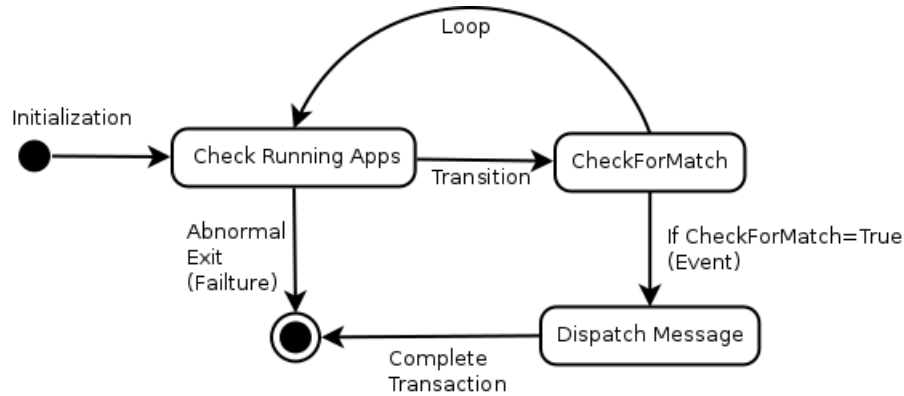 Loop
Initialization
Check Running Apps
CheckForMatch
Transition
Abnormal
Exit
(Failture)
If CheckForMatch=True
(Event)
Dispatch Message
Complete
Transaction